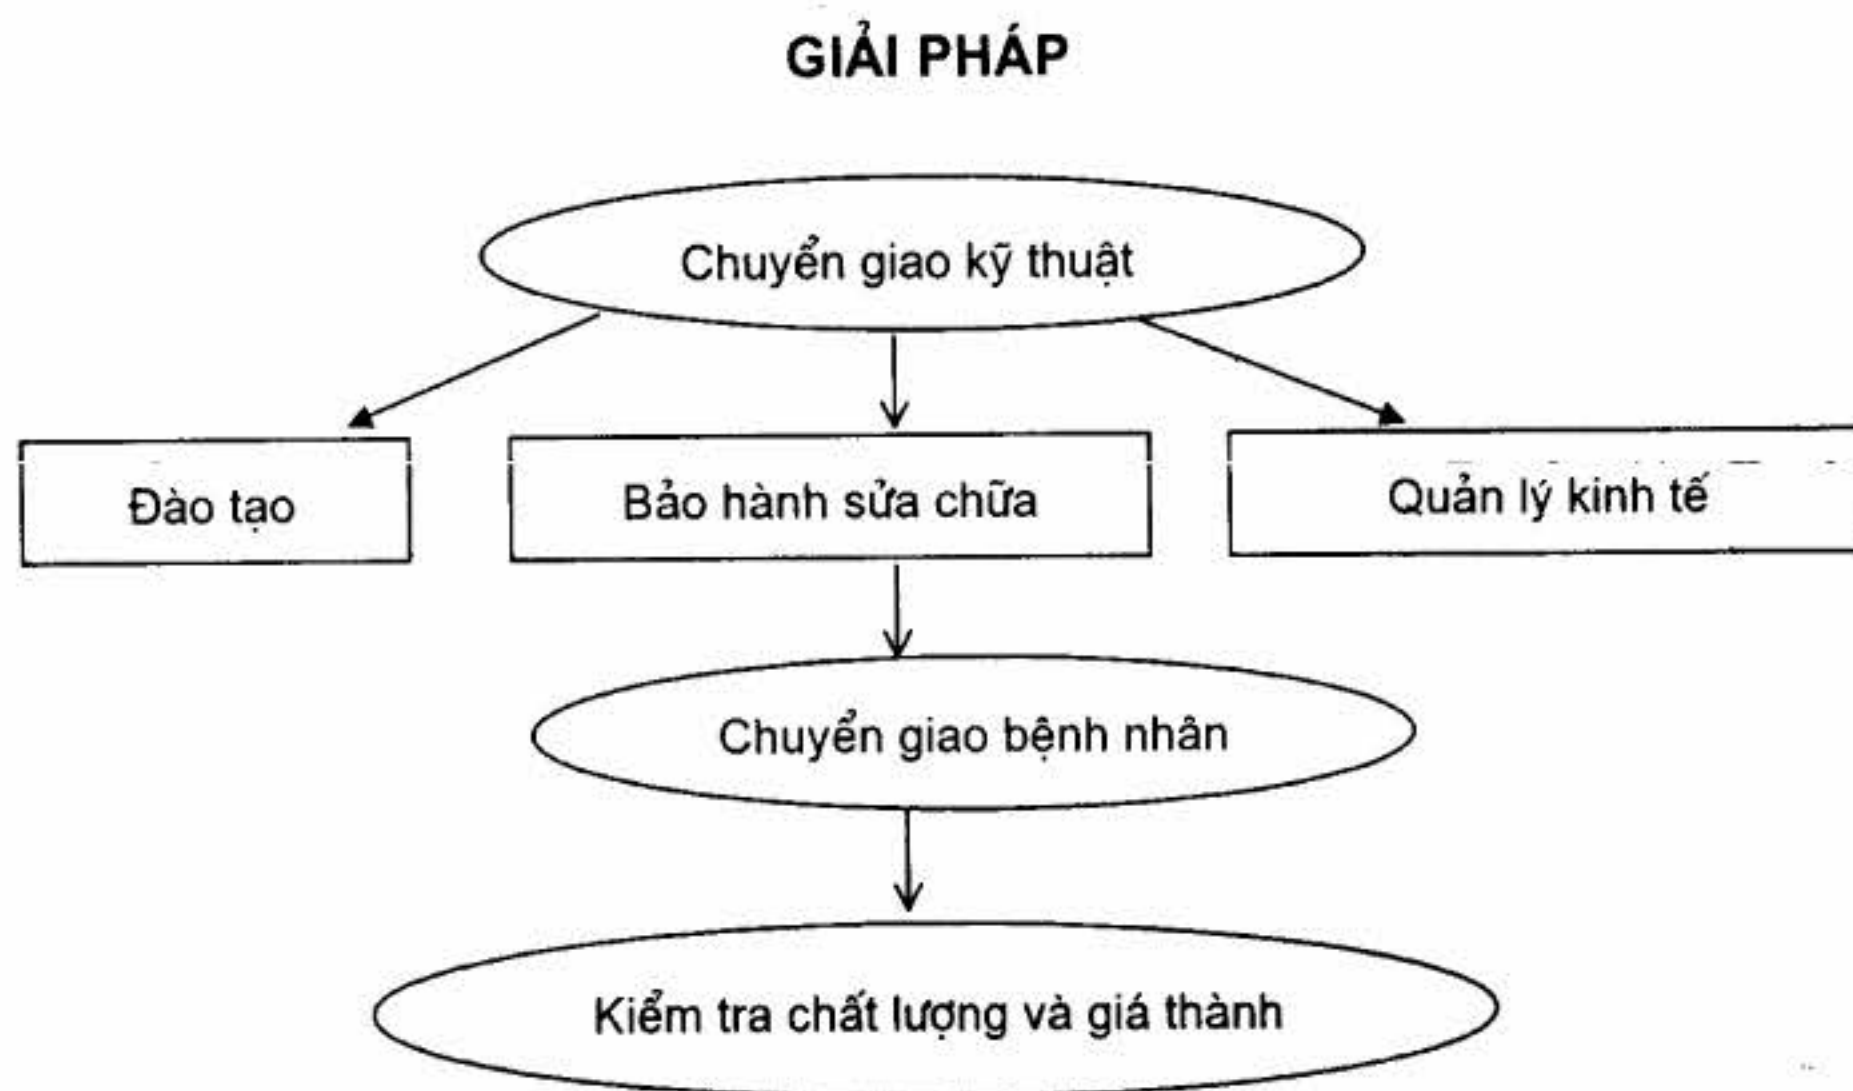 GIẢI PHÁP
Chuyển giao kỹ thuật
Đào tạo
Bảo hành sửa chữa
Quản lý kinh tế
Chuyển giao bệnh nhân
Kiểm tra chất lượng và giá thành